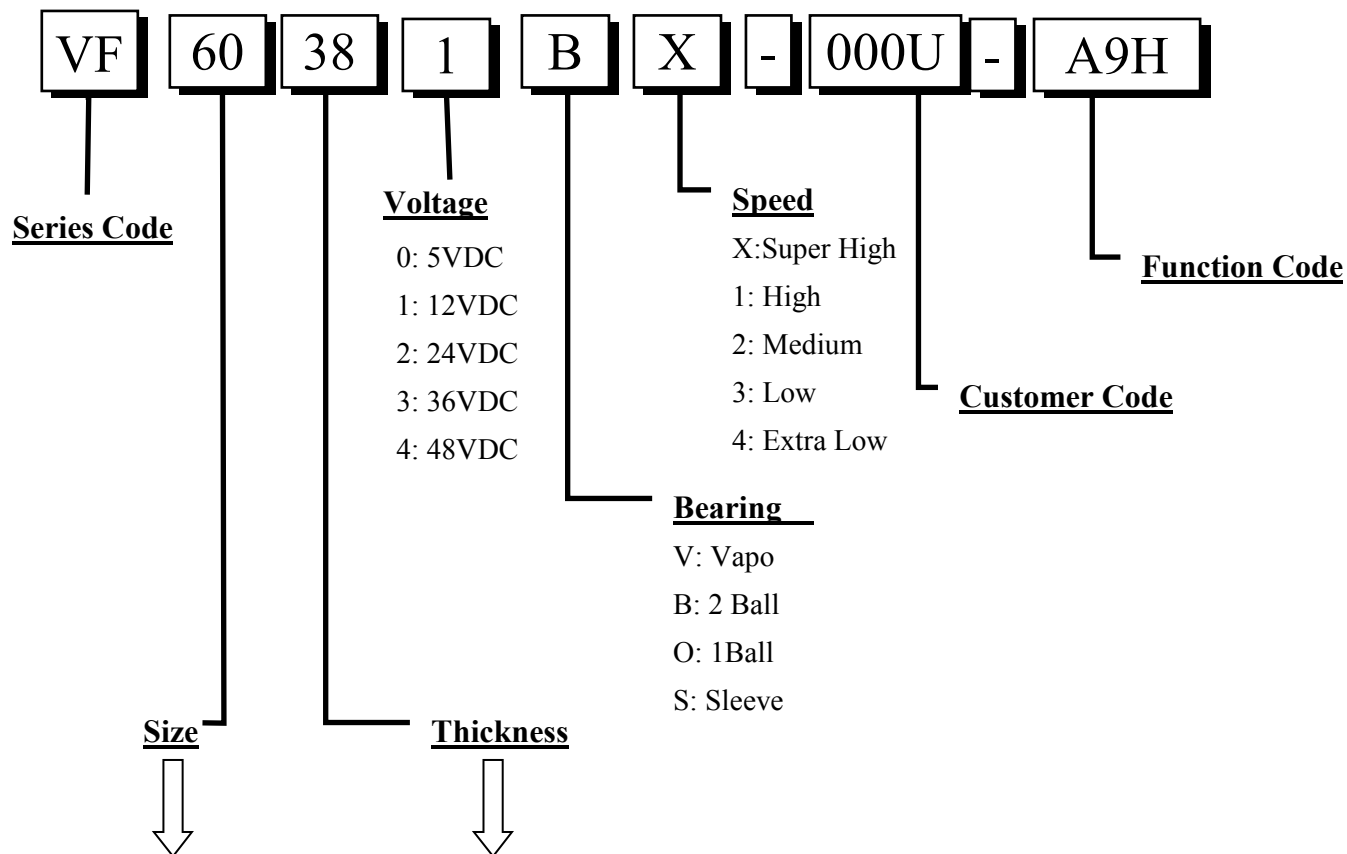 VF 60 38 1 B X - 000U - A9H
Series Code
Voltage
0: 5VDC
1: 12VDC
2: 24VDC
3: 36VDC
4: 48VDC
Speed
X:Super High
1: High
2: Medium
3: Low
4: Extra Low
Function Code
Customer Code
Bearing
V: Vapo
B: 2 Ball
O: 1Ball
S: Sleeve
Size
Thickness